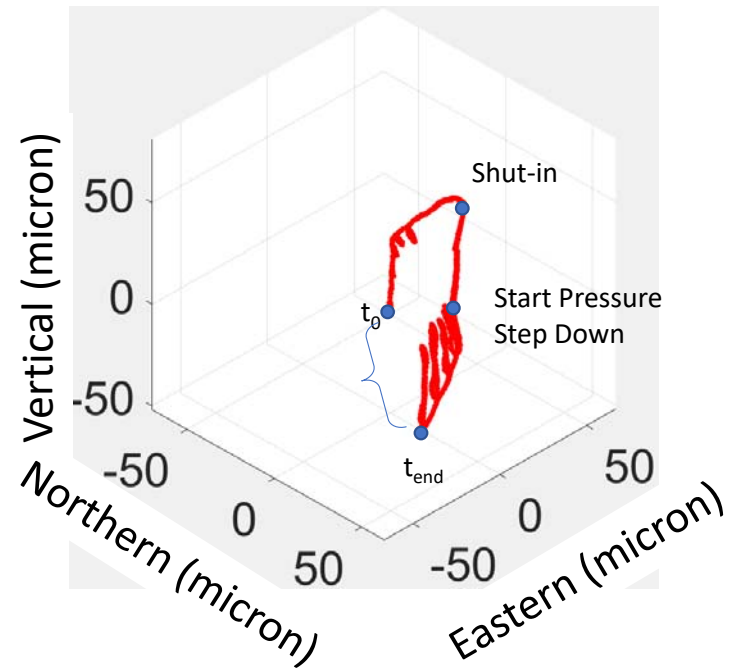 Shut-in
50
Vertical (micron)
0
t0
Start Pressure
Step Down
-50
-50
50
tend
Northern (micron)
0
0
Eastern (micron)
50
-50